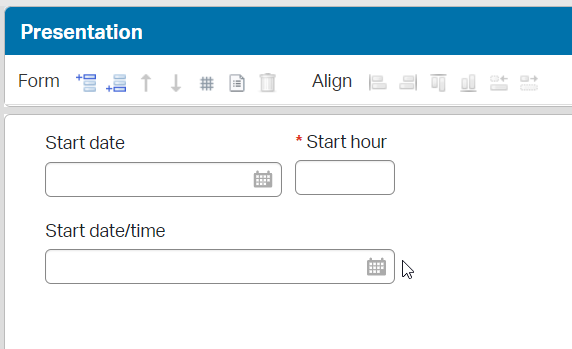 Presentation
Form Align
Start date * Start hour
Start date/time